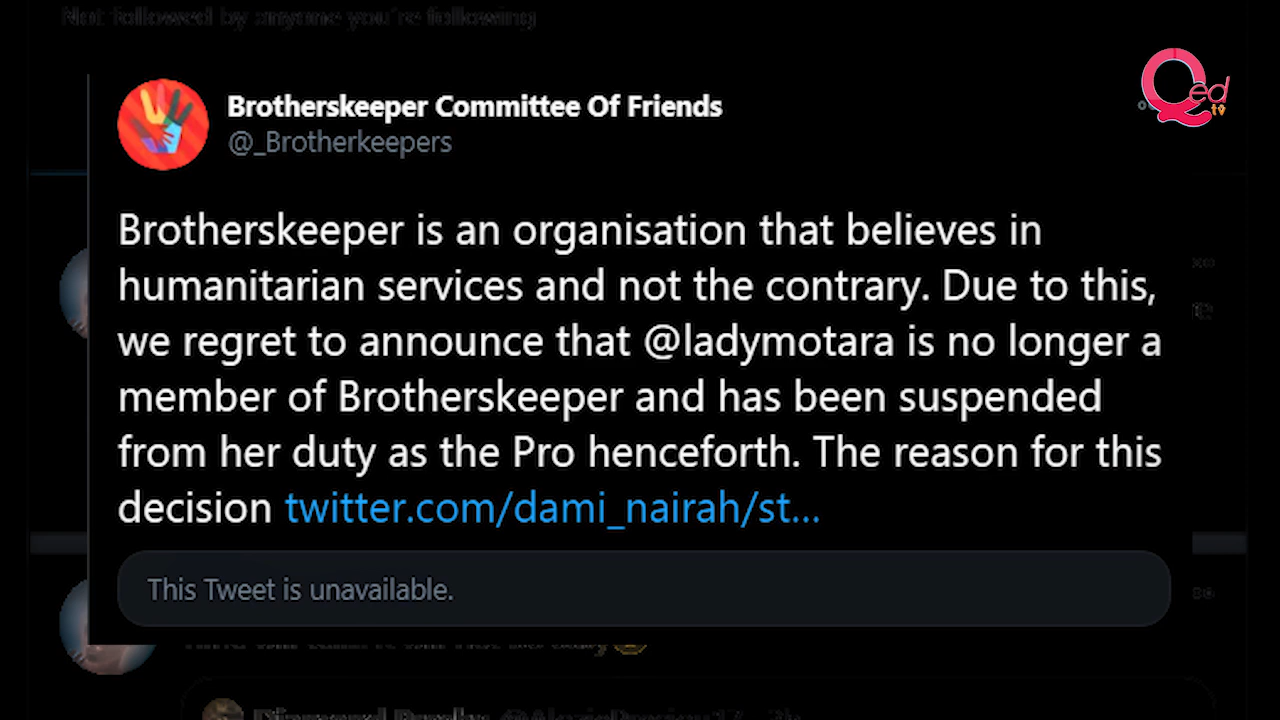 Not followed by anyone you're following
Qed
tv
Brotherskeeper Committee Of Friends
@_Brotherkeepers
Brotherskeeper is an organisation that believes in
humanitarian services and not the contrary. Due to this,
we regret to announce that @ladymotara is no longer a
member of Brotherskeeper and has been suspended
from her duty as the Pro henceforth. The reason for this
decision twitter.com/dami_nairah/st...
This Tweet is unavailable.